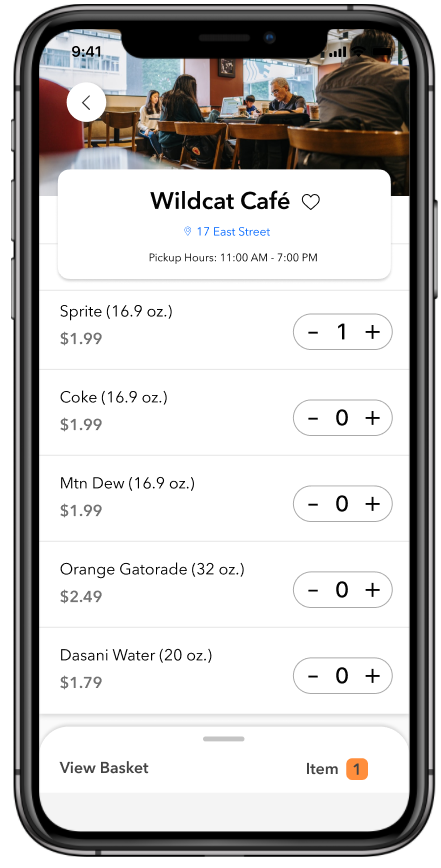 9:41
Wildcat Café
17 East Street
Pickup Hours: 11:00 AM - 7:00 PM
Sprite (16.9 oz.)
$1.99
- 1 +
Coke (16.9 oz.)
$1.99
- 0 +
Mtn Dew (16.9 oz.)
$1.99
- 0 +
Orange Gatorade (32 oz.)
$2.49
- 0 +
Dasani Water (20 oz.)
$1.79
- 0 +
View Basket Item 1